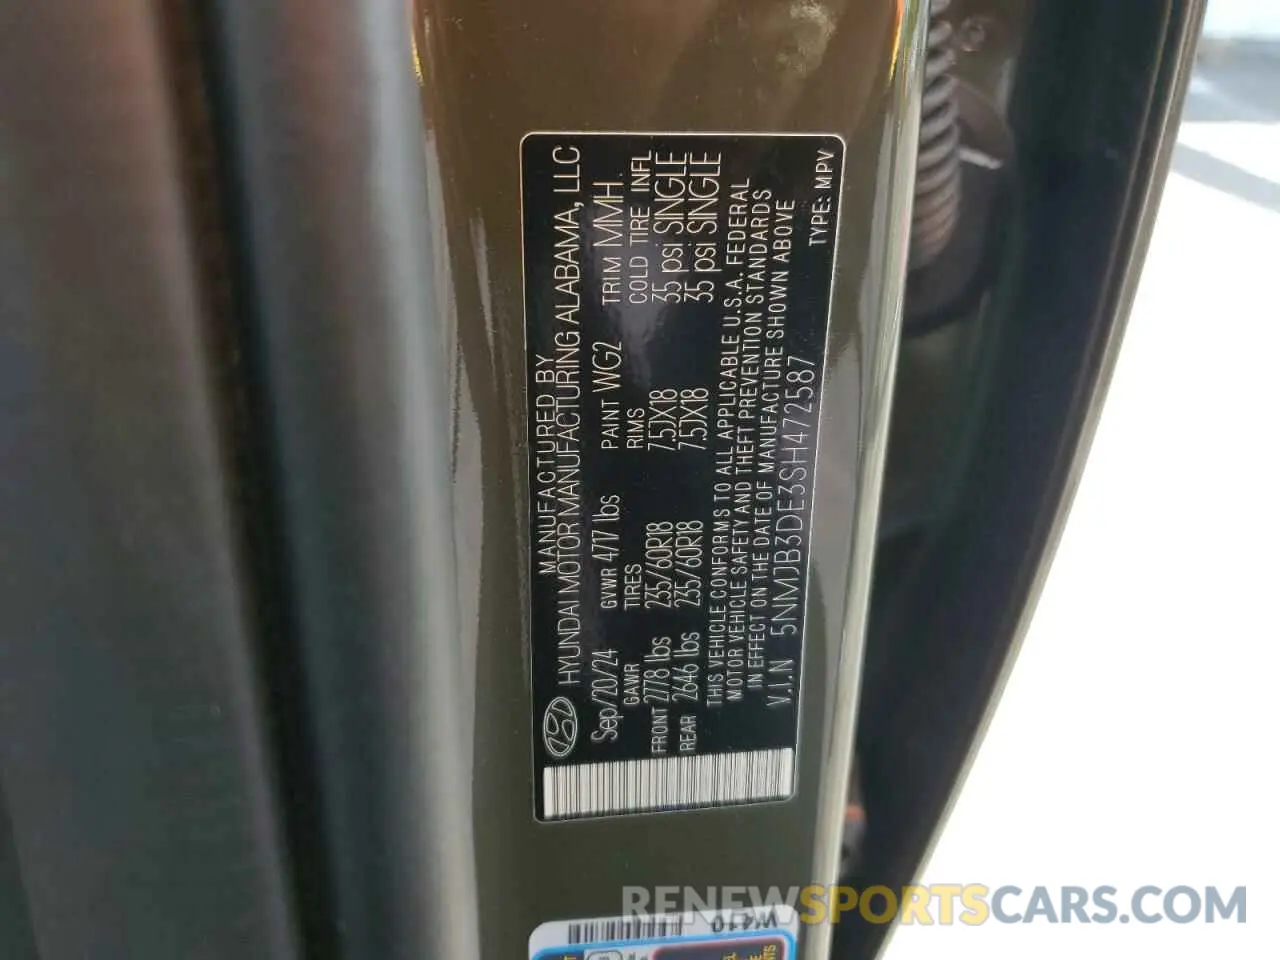 MANUFACTURED BY
HYUNDAI MOTOR MANUFACTURING ALABAMA, LLC
Sep/20/24 GVWR 4717 lbs PAINT WG2 TRIM MMH
GAWR TIRES RIMS COLD TIRE INFL
FRONT 2778 lbs 235/60R18 7.5JX18 35 psi SINGLE
REAR 2646 lbs 235/60R18 7.5JX18 35 psi SINGLE
THIS VEHICLE CONFORMS TO ALL APPLICABLE U.S.A. FEDERAL
MOTOR VEHICLE SAFETY AND THEFT PREVENTION STANDARDS
IN EFFECT ON THE DATE OF MANUFACTURE SHOWN ABOVE
V.I.N 5NMJB3DE3SH472587 TYPE: MPV
W410
RENEWSPORTSCARS.COM